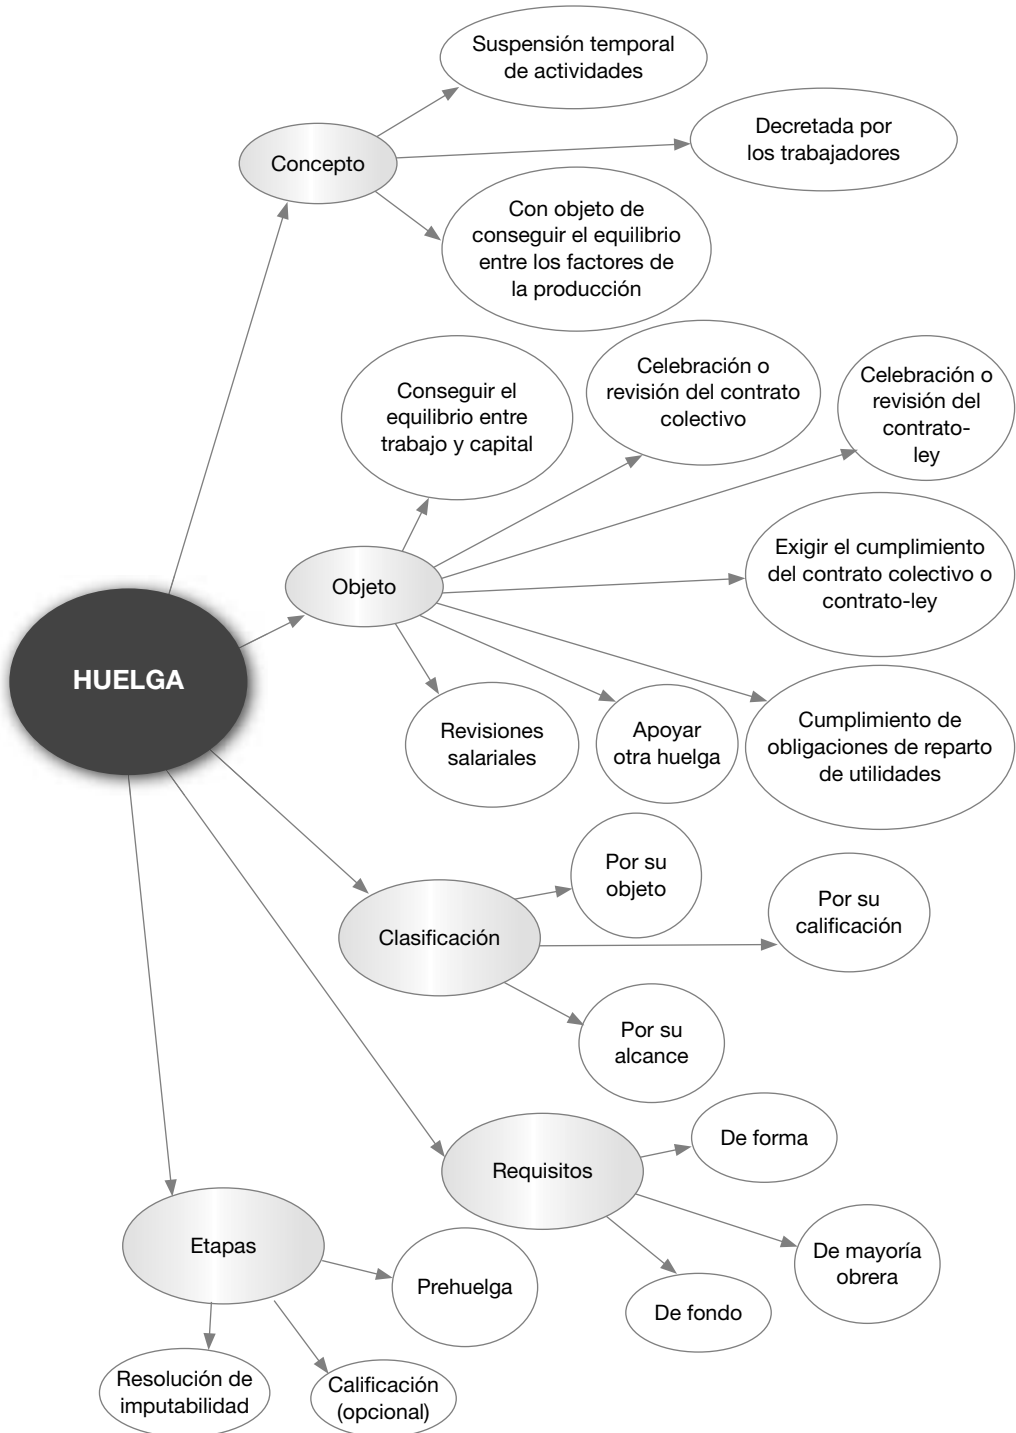 Suspensión temporal
de actividades
Decretada por
los trabajadores
Concepto
Con objeto de
conseguir el equilibrio
entre los factores de
la producción
Conseguir el
equilibrio entre
trabajo y capital
Celebración o
revisión del contrato
colectivo
Celebración o
revisión del
contrato-
ley
Objeto
Exigir el cumplimiento
del contrato colectivo o
contrato-ley
HUELGA
Revisiones
salariales
Apoyar
otra huelga
Cumplimiento de
obligaciones de reparto
de utilidades
Por su
objeto
Clasificación
Por su
calificación
Por su
alcance
Requisitos
De forma
De mayoría
obrera
De fondo
Etapas
Prehuelga
Resolución de
imputabilidad
Calificación
(opcional)